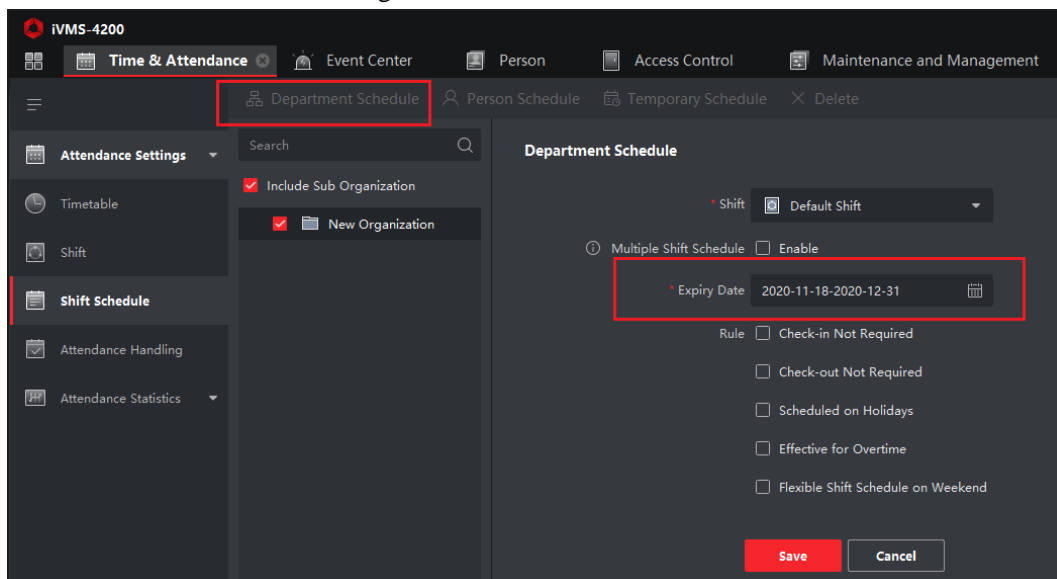 iVMS-4200
Time & Attendance
Event Center
Person
Access Control
Maintenance and Management
Department Schedule
Person Schedule
Temporary Schedule
Delete
Attendance Settings
Timetable
Shift
Shift Schedule
Attendance Handling
Attendance Statistics
Search
Include Sub Organization
New Organization
Department Schedule
* Shift Default Shift
Multiple Shift Schedule Enable
* Expiry Date 2020-11-18-2020-12-31
Rule Check-in Not Required
Check-out Not Required
Scheduled on Holidays
Effective for Overtime
Flexible Shift Schedule on Weekend
Save
Cancel